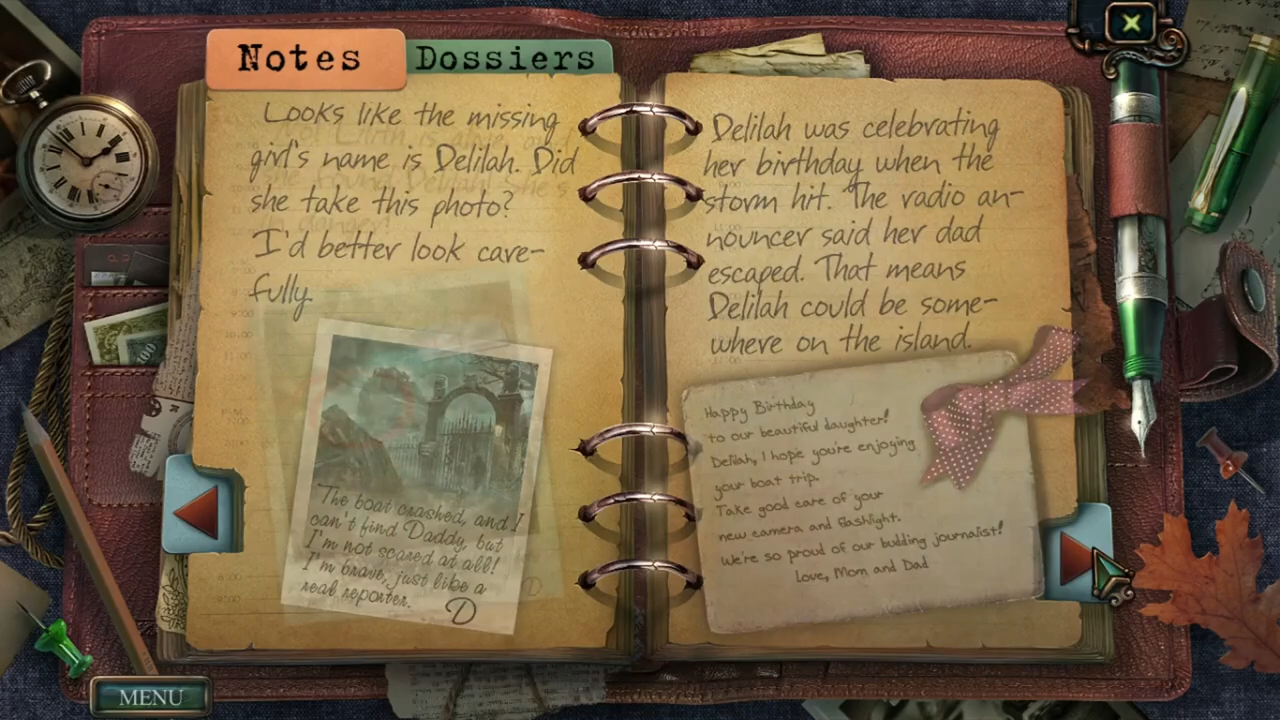 Notes
Dossiers
Looks like the missing
girl's name is Delilah. Did
she take this photo?
I'd better look care-
fully.
The boat crashed, and I
can't find Daddy, but
I'm not scared at all!
I'm brave, just like a
real reporter.
D
Delilah was celebrating
her birthday when the
storm hit. The radio an-
nouncer said her dad
escaped. That means
Delilah could be some-
where on the island.
Happy Birthday
to our beautiful daughter!
Delilah, I hope you're enjoying
your boat trip.
Take good care of your
new camera and flashlight.
We're so proud of our budding journalist!
Love, Mom and Dad
MENU